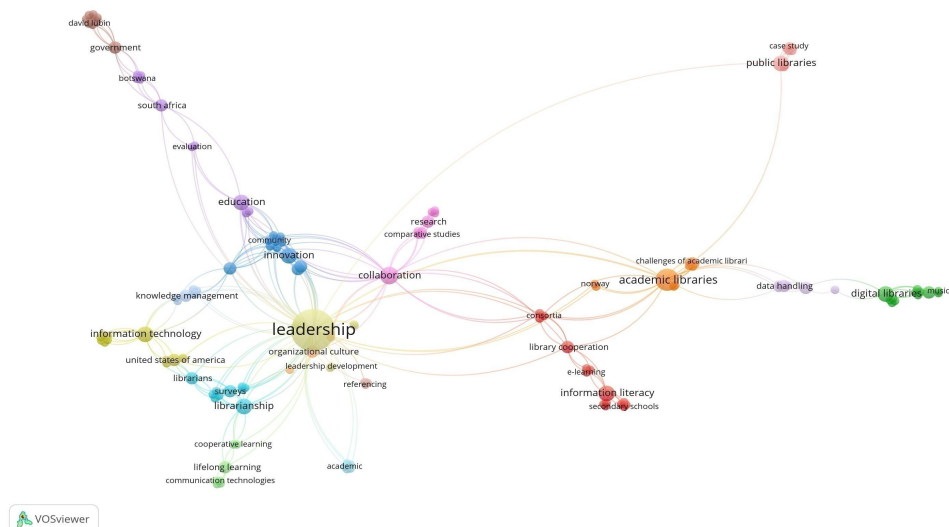 david lubin
government
botswana
south africa
evaluation
education
community
innovation
knowledge management
information technology
united states of america
librarians
surveys
librarianship
cooperative learning
lifelong learning
communication technologies
academic
leadership
organizational culture
leadership development
referencing
research
comparative studies
collaboration
case study
public libraries
challenges of academic librari
academic libraries
norway
consortia
library cooperation
e-learning
information literacy
secondary schools
data handling
digital libraries
music
VOSviewer